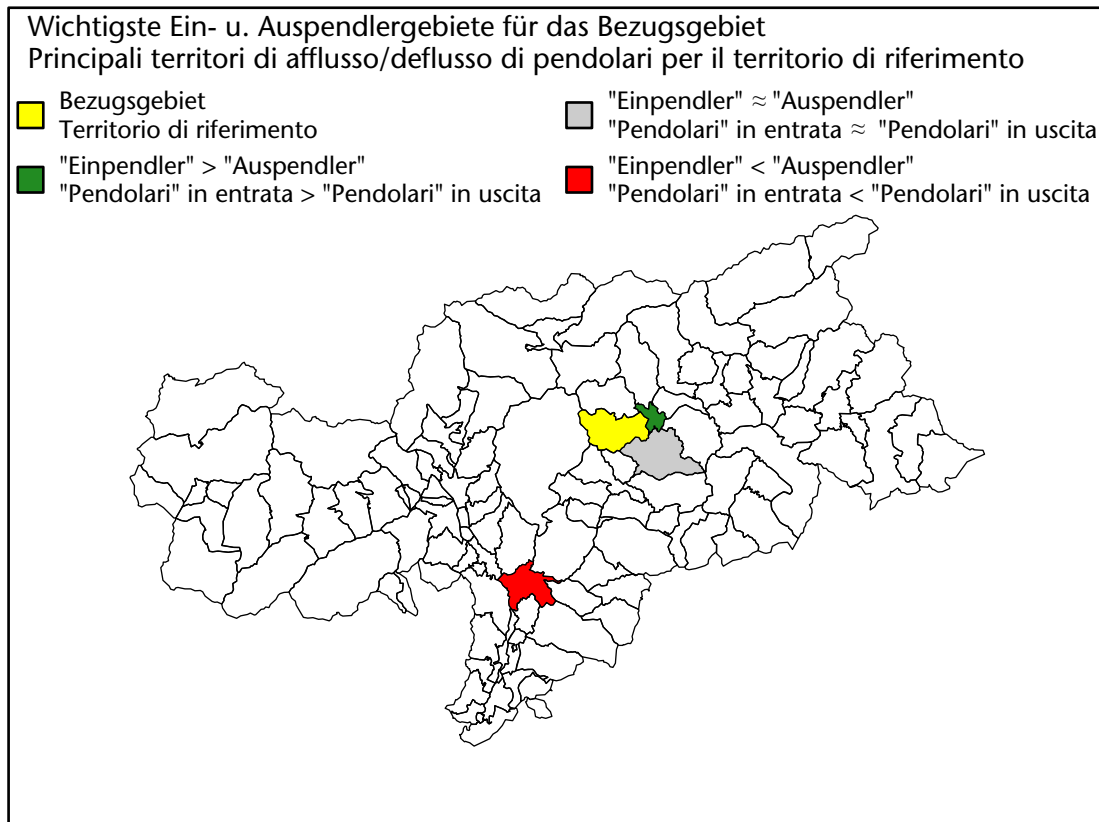 Wichtigste Ein- u. Auspendlergebiete für das Bezugsgebiet
Principali territori di afflusso/deflusso di pendolari per il territorio di riferimento
Bezugsgebiet
Territorio di riferimento
"Einpendler" > "Auspendler"
"Pendolari" in entrata > "Pendolari" in uscita
"Einpendler" ≈ "Auspendler"
"Pendolari" in entrata ≈ "Pendolari" in uscita
"Einpendler" < "Auspendler"
"Pendolari" in entrata < "Pendolari" in uscita